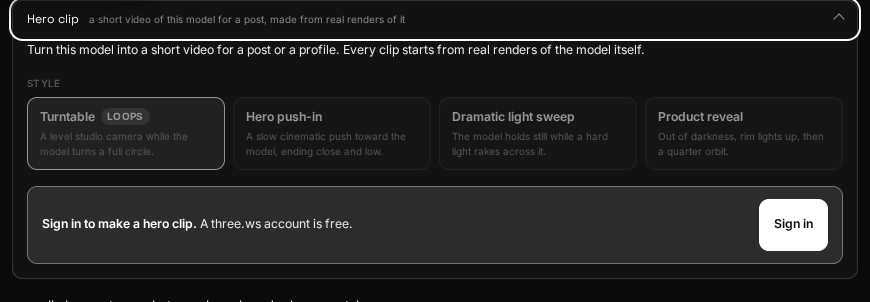 Hero clip a short video of this model for a post, made from real renders of it
Turn this model into a short video for a post or a profile. Every clip starts from real renders of the model itself.
STYLE
Turntable LOOPS
A level studio camera while the
model turns a full circle.
Hero push-in
A slow cinematic push toward the
model, ending close and low.
Dramatic light sweep
The model holds still while a hard
light rakes across it.
Product reveal
Out of darkness, rim lights up, then
a quarter orbit.
Sign in to make a hero clip. A three.ws account is free.
Sign in